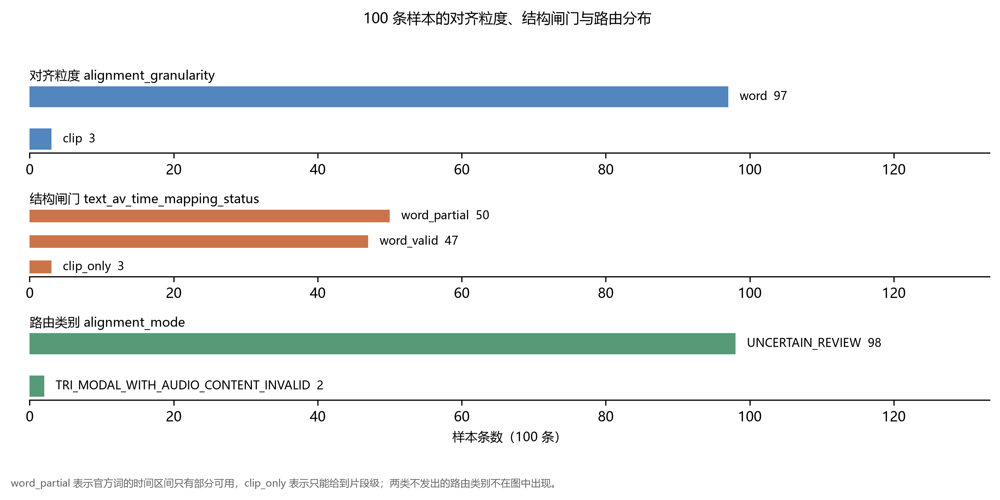 100 条样本的对齐粒度、结构闸门与路由分布
对齐粒度 alignment_granularity
word 97
clip 3
0 20 40 60 80 100 120
结构闸门 text_av_time_mapping_status
word_partial 50
word_valid 47
clip_only 3
0 20 40 60 80 100 120
路由类别 alignment_mode
UNCERTAIN_REVIEW 98
TRI_MODAL_WITH_AUDIO_CONTENT_INVALID 2
0 20 40 60 80 100 120
样本条数（100 条）
word_partial 表示官方词的时间区间只有部分可用，clip_only 表示只能给到片段级；两类不发出的路由类别不在图中出现。